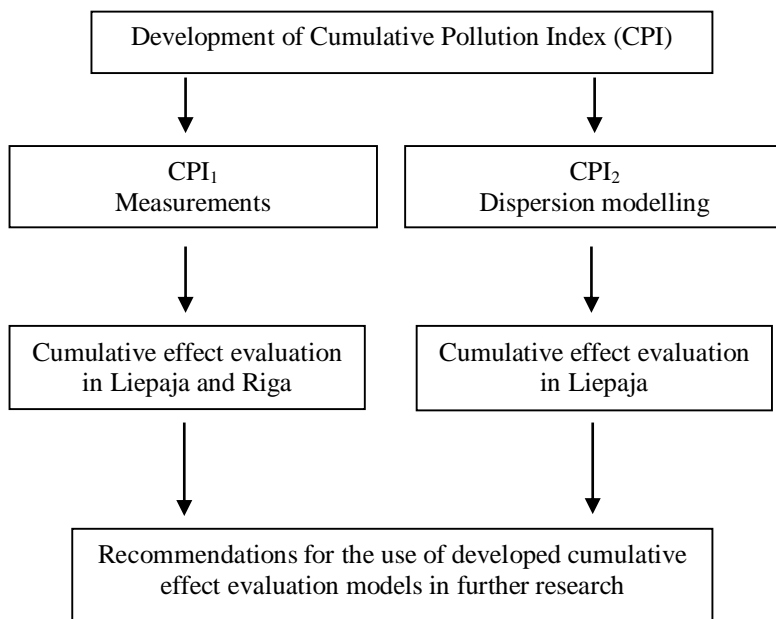 Development of Cumulative Pollution Index (CPI)
CPI₁
Measurements
CPI₂
Dispersion modelling
Cumulative effect evaluation
in Liepaja and Riga
Cumulative effect evaluation
in Liepaja
Recommendations for the use of developed cumulative
effect evaluation models in further research